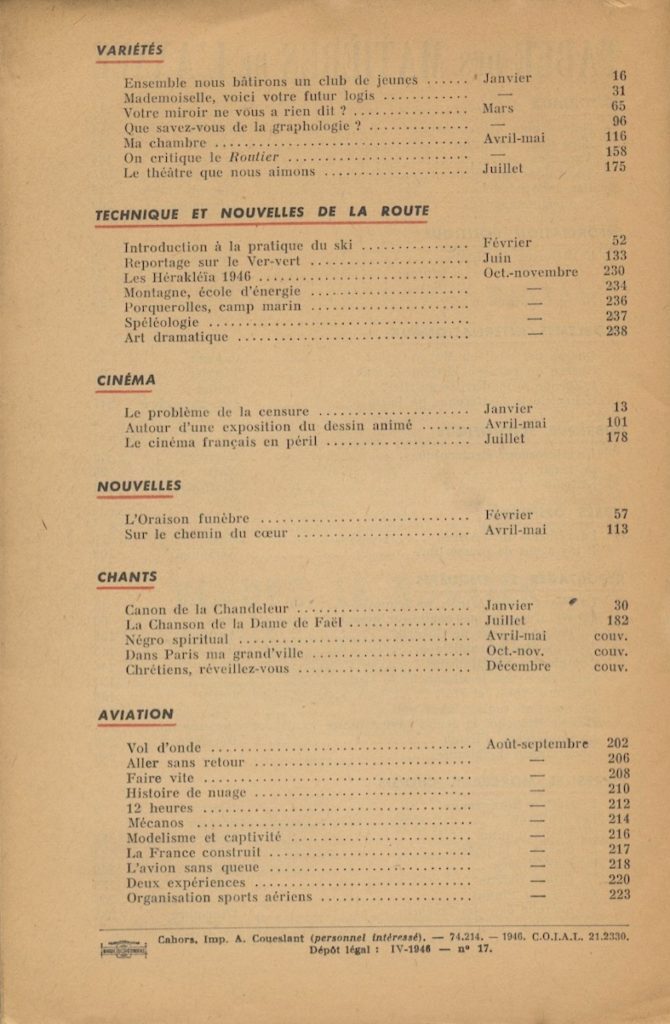 VARIÉTÉS
Ensemble nous bâtirons un club de jeunes ...... Janvier 16
Mademoiselle, voici votre futur logis ............ — 31
Votre miroir ne vous a rien dit ? ................ Mars 65
Que savez-vous de la graphologie ? .............. — 96
Ma chambre .................................. Avril-mai 116
On critique le Routier ......................... — 158
Le théâtre que nous aimons .................... Juillet 175
TECHNIQUE ET NOUVELLES DE LA ROUTE
Introduction à la pratique du ski ............... Février 52
Reportage sur le Ver-vert ...................... Juin 133
Les Hérakléïa 1946 ............................ Oct.-novembre 230
Montagne, école d'énergie ...................... — 234
Porquerolles, camp marin ...................... — 236
Spéléologie .................................... — 237
Art dramatique ................................ — 238
CINÉMA
Le problème de la censure ..................... Janvier 13
Autour d'une exposition du dessin animé ....... Avril-mai 101
Le cinéma français en péril .................... Juillet 178
NOUVELLES
L'Oraison funèbre ............................. Février 57
Sur le chemin du cœur ......................... Avril-mai 113
CHANTS
Canon de la Chandeleur ........................ Janvier 30
La Chanson de la Dame de Faël ................. Juillet 182
Négro spiritual ................................ Avril-mai couv.
Dans Paris ma grand'ville ...................... Oct.-nov. couv.
Chrétiens, réveillez-vous ....................... Décembre couv.
AVIATION
Vol d'onde .................................... Août-septembre 202
Aller sans retour .............................. — 206
Faire vite ..................................... — 208
Histoire de nuage .............................. — 210
12 heures ..................................... — 212
Mécanos ...................................... — 214
Modelisme et captivité ......................... — 216
La France construit ............................ — 217
L'avion sans queue ............................ — 218
Deux expériences .............................. — 220
Organisation sports aériens ..................... — 223
Cahors, Imp. A. Coueslant (personnel intéressé). — 74.214. — 1946. C.O.I.A.L. 21.2330.
Dépôt légal : IV-1946 — n° 17.